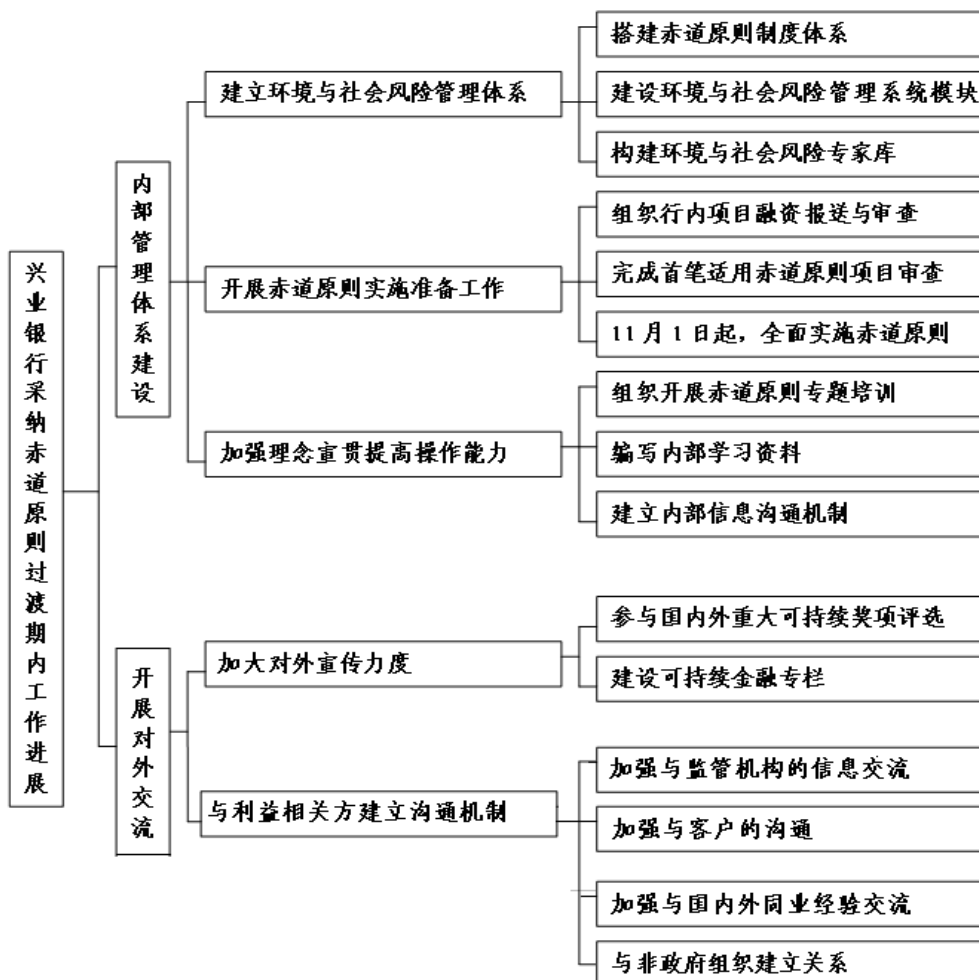 兴业银行采纳赤道原则过渡期内工作进展
内部管理体系建设
建立环境与社会风险管理体系
搭建赤道原则制度体系
建设环境与社会风险管理系统模块
构建环境与社会风险专家库
开展赤道原则实施准备工作
组织行内项目融资报送与审查
完成首笔适用赤道原则项目审查
11月1日起，全面实施赤道原则
加强理念宣贯提高操作能力
组织开展赤道原则专题培训
编写内部学习资料
建立内部信息沟通机制
开展对外交流
加大对外宣传力度
参与国内外重大可持续奖项评选
建设可持续金融专栏
与利益相关方建立沟通机制
加强与监管机构的信息交流
加强与客户的沟通
加强与国内外同业经验交流
与非政府组织建立关系